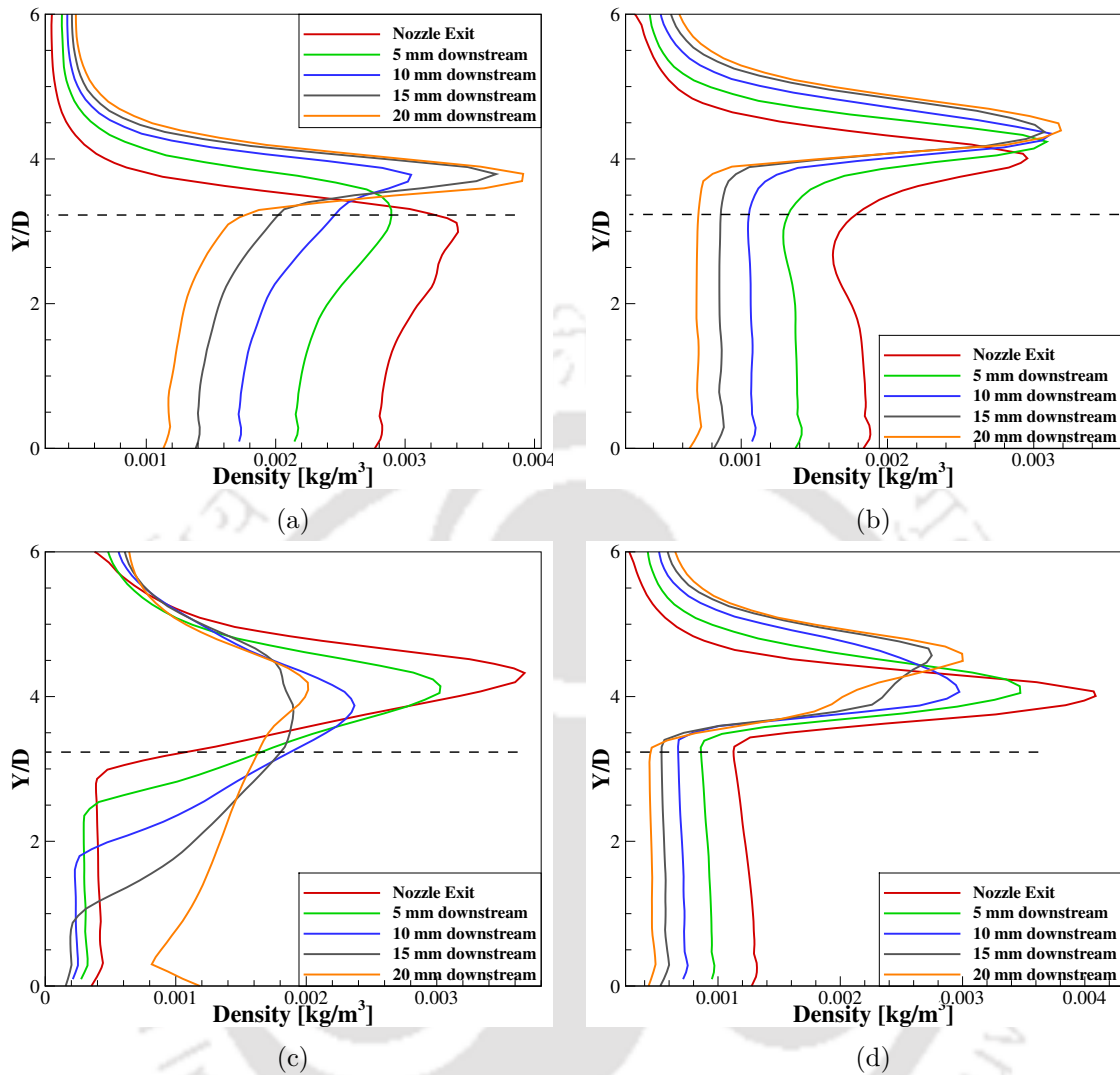 6
4
2
0
Y/D
0.001
0.002
0.003
0.004
Density [kg/m³]
Nozzle Exit
5 mm downstream
10 mm downstream
15 mm downstream
20 mm downstream
(a)
6
4
2
0
Y/D
0.001
0.002
0.003
Density [kg/m³]
Nozzle Exit
5 mm downstream
10 mm downstream
15 mm downstream
20 mm downstream
(b)
6
4
2
0
Y/D
0
0.001
0.002
0.003
Density [kg/m³]
Nozzle Exit
5 mm downstream
10 mm downstream
15 mm downstream
20 mm downstream
(c)
6
4
2
0
Y/D
0.001
0.002
0.003
0.004
Density [kg/m³]
Nozzle Exit
5 mm downstream
10 mm downstream
15 mm downstream
20 mm downstream
(d)